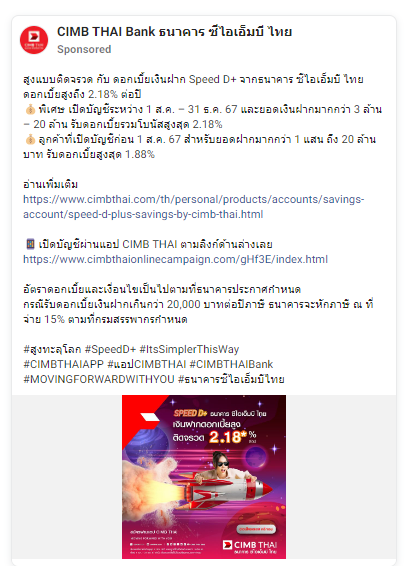 CIMB THAI Bank ธนาคาร ซีไอเอ็มบี ไทย
Sponsored
สูงแบบติดจรวด กับ ดอกเบี้ยเงินฝาก Speed D+ จากธนาคาร ซีไอเอ็มบี ไทย
ดอกเบี้ยสูงถึง 2.18% ต่อปี
👍🏻พิเศษ เปิดบัญชีระหว่าง 1 ส.ค. – 31 ธ.ค. 67 และยอดเงินฝากมากกว่า 3 ล้าน
– 20 ล้าน รับดอกเบี้ยรวมโบนัสสูงสุด 2.18%
👍🏻ลูกค้าที่เปิดบัญชีก่อน 1 ส.ค. 67 สำหรับยอดฝากมากกว่า 1 แสน ถึง 20 ล้าน
บาท รับดอกเบี้ยสูงสุด 1.88%
อ่านเพิ่มเติม
https://www.cimbthai.com/th/personal/products/accounts/savings-
account/speed-d-plus-savings-by-cimb-thai.html
📱 เปิดบัญชีผ่านแอป CIMB THAI ตามลิงก์ด้านล่างเลย
https://www.cimbthaionlinecampaign.com/gHf3E/index.html
อัตราดอกเบี้ยและเงื่อนไขเป็นไปตามที่ธนาคารประกาศกำหนด
กรณีรับดอกเบี้ยเงินฝากเกินกว่า 20,000 บาทต่อปีภาษี ธนาคารจะหักภาษี ณ ที่
จ่าย 15% ตามที่กรมสรรพากรกำหนด
#สูงทะลุโลก #SpeedD+ #ItsSimplerThisWay
#CIMBTHAIAPP #แอปCIMBTHAI #CIMBTHAIBank
#MOVINGFORWARDWITHYOU #ธนาคารซีไอเอ็มบีไทย
SPEED D+ ธนาคาร ซีไอเอ็มบี ไทย
เงินฝากดอกเบี้ยสูง
ติดจรวด 2.18*%
CIMB THAI
ธนาคาร ซีไอเอ็มบี ไทย